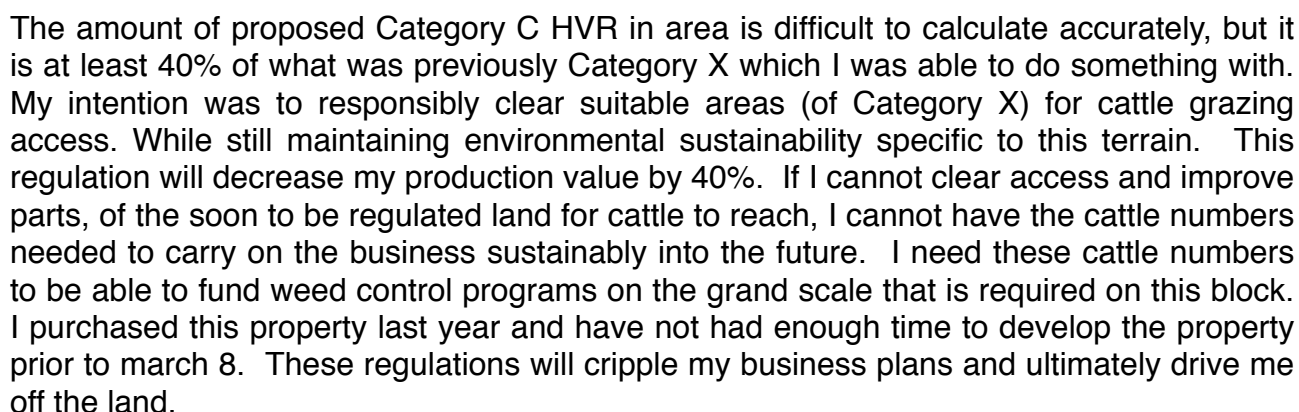 The amount of proposed Category C HVR in area is difficult to calculate accurately, but it
is at least 40% of what was previously Category X which I was able to do something with.
My intention was to responsibly clear suitable areas (of Category X) for cattle grazing
access. While still maintaining environmental sustainability specific to this terrain.  This
regulation will decrease my production value by 40%.  If I cannot clear access and improve
parts, of the soon to be regulated land for cattle to reach, I cannot have the cattle numbers
needed to carry on the business sustainably into the future.  I need these cattle numbers
to be able to fund weed control programs on the grand scale that is required on this block.
I purchased this property last year and have not had enough time to develop the property
prior to march 8.  These regulations will cripple my business plans and ultimately drive me
off the land.